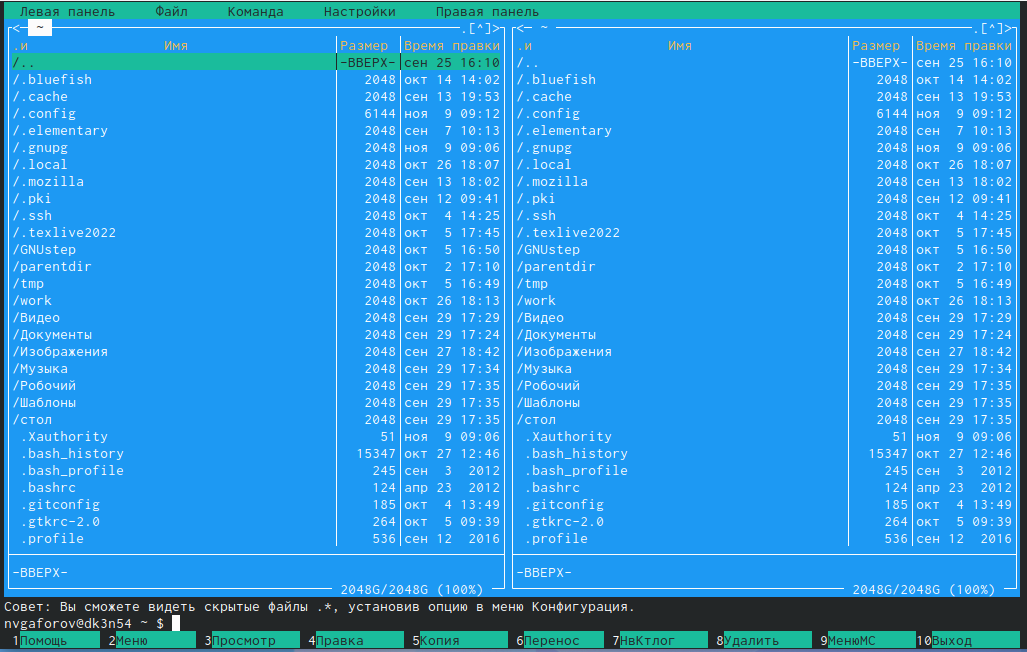 Левая панель Файл Команда Настройки Правая панель
<- ~ .[^]> <- ~ .[^]>
.и Имя Размер Время правки .и Имя Размер Время правки
/.. -ВВЕРХ- сен 25 16:10 /.. -ВВЕРХ- сен 25 16:10
/.bluefish 2048 окт 14 14:02 /.bluefish 2048 окт 14 14:02
/.cache 2048 сен 13 19:53 /.cache 2048 сен 13 19:53
/.config 6144 ноя 9 09:12 /.config 6144 ноя 9 09:12
/.elementary 2048 сен 7 10:13 /.elementary 2048 сен 7 10:13
/.gnupg 2048 ноя 9 09:06 /.gnupg 2048 ноя 9 09:06
/.local 2048 окт 26 18:07 /.local 2048 окт 26 18:07
/.mozilla 2048 сен 13 18:02 /.mozilla 2048 сен 13 18:02
/.pki 2048 сен 12 09:41 /.pki 2048 сен 12 09:41
/.ssh 2048 окт 4 14:25 /.ssh 2048 окт 4 14:25
/.texlive2022 2048 окт 5 17:45 /.texlive2022 2048 окт 5 17:45
/GNUstep 2048 окт 5 16:50 /GNUstep 2048 окт 5 16:50
/parentdir 2048 окт 2 17:10 /parentdir 2048 окт 2 17:10
/tmp 2048 окт 5 16:49 /tmp 2048 окт 5 16:49
/work 2048 окт 26 18:13 /work 2048 окт 26 18:13
/Видео 2048 сен 29 17:29 /Видео 2048 сен 29 17:29
/Документы 2048 сен 29 17:24 /Документы 2048 сен 29 17:24
/Изображения 2048 сен 27 18:42 /Изображения 2048 сен 27 18:42
/Музыка 2048 сен 29 17:34 /Музыка 2048 сен 29 17:34
/Робочий 2048 сен 29 17:35 /Робочий 2048 сен 29 17:35
/Шаблоны 2048 сен 29 17:35 /Шаблоны 2048 сен 29 17:35
/стол 2048 сен 29 17:35 /стол 2048 сен 29 17:35
.Xauthority 51 ноя 9 09:06 .Xauthority 51 ноя 9 09:06
.bash_history 15347 окт 27 12:46 .bash_history 15347 окт 27 12:46
.bash_profile 245 сен 3 2012 .bash_profile 245 сен 3 2012
.bashrc 124 апр 23 2012 .bashrc 124 апр 23 2012
.gitconfig 185 окт 4 13:49 .gitconfig 185 окт 4 13:49
.gtkrc-2.0 264 окт 5 09:39 .gtkrc-2.0 264 окт 5 09:39
.profile 536 сен 12 2016 .profile 536 сен 12 2016
-ВВЕРХ- -ВВЕРХ-
2048G/2048G (100%) 2048G/2048G (100%)
Совет: Вы сможете видеть скрытые файлы .*, установив опцию в меню Конфигурация.
nvgaforov@dk3n54 ~ $
1Помощь 2Меню 3Просмотр 4Правка 5Копия 6Перенос 7НвКтлог 8Удалить 9МенюMC 10Выход